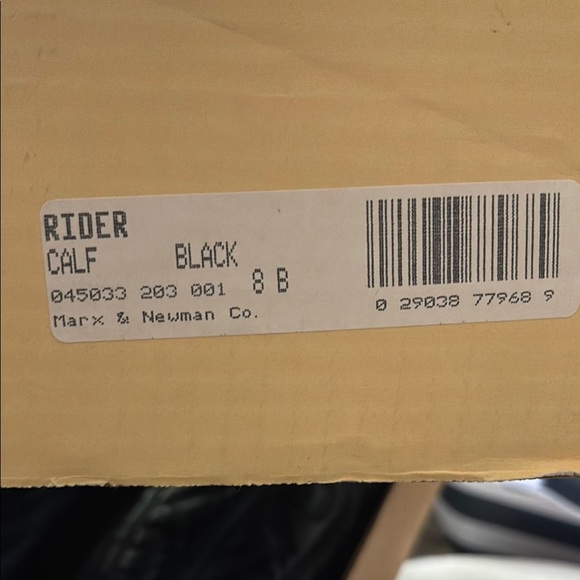 RIDER
CALF BLACK
045033 203 001 8 B
Marx & Newman Co.
0 29038 77968 9